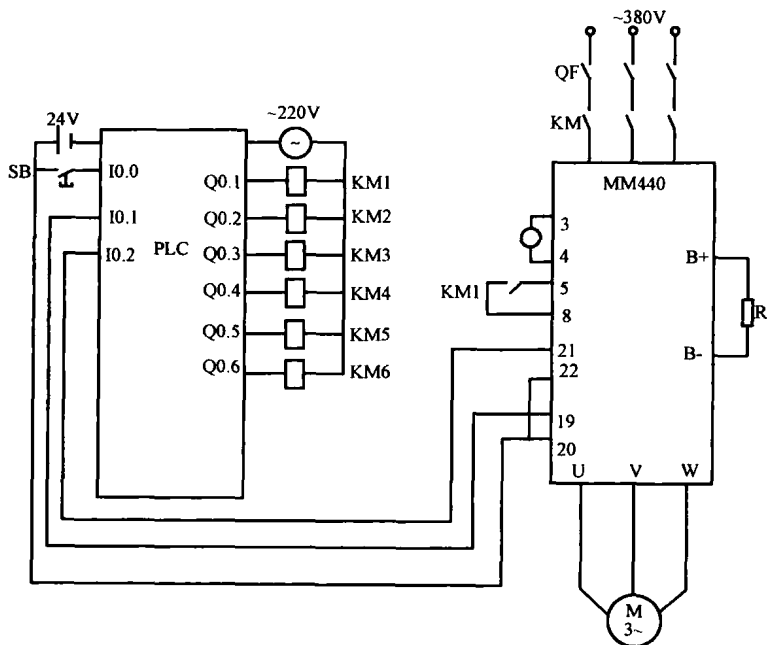 ~380V
QF
KM
24V
~220V
~
SB
I0.0
I0.1
I0.2
PLC
Q0.1
KM1
Q0.2
KM2
Q0.3
KM3
Q0.4
KM4
Q0.5
KM5
Q0.6
KM6
MM440
3
4
KM1
5
8
21
22
19
20
B+
R
B-
U
V
W
M
3~